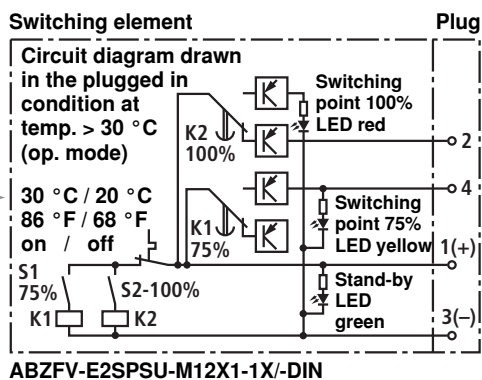 Switching element
Plug
Circuit diagram drawn
in the plugged in
condition at
temp. > 30 °C
(op. mode)
K2
100%
Switching
point 100%
LED red
2
4
30 °C / 20 °C
86 °F / 68 °F
on / off
K1
75%
Switching
point 75%
LED yellow
1(+)
S1
75%
S2-100%
K1
K2
Stand-by
LED
green
3(–)
ABZFV-E2SPSU-M12X1-1X/-DIN